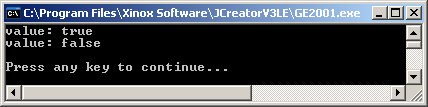 C:\Program Files\Xinox Software\JCreatorV3LE\GE2001.exe
value: true
value: false
Press any key to continue...